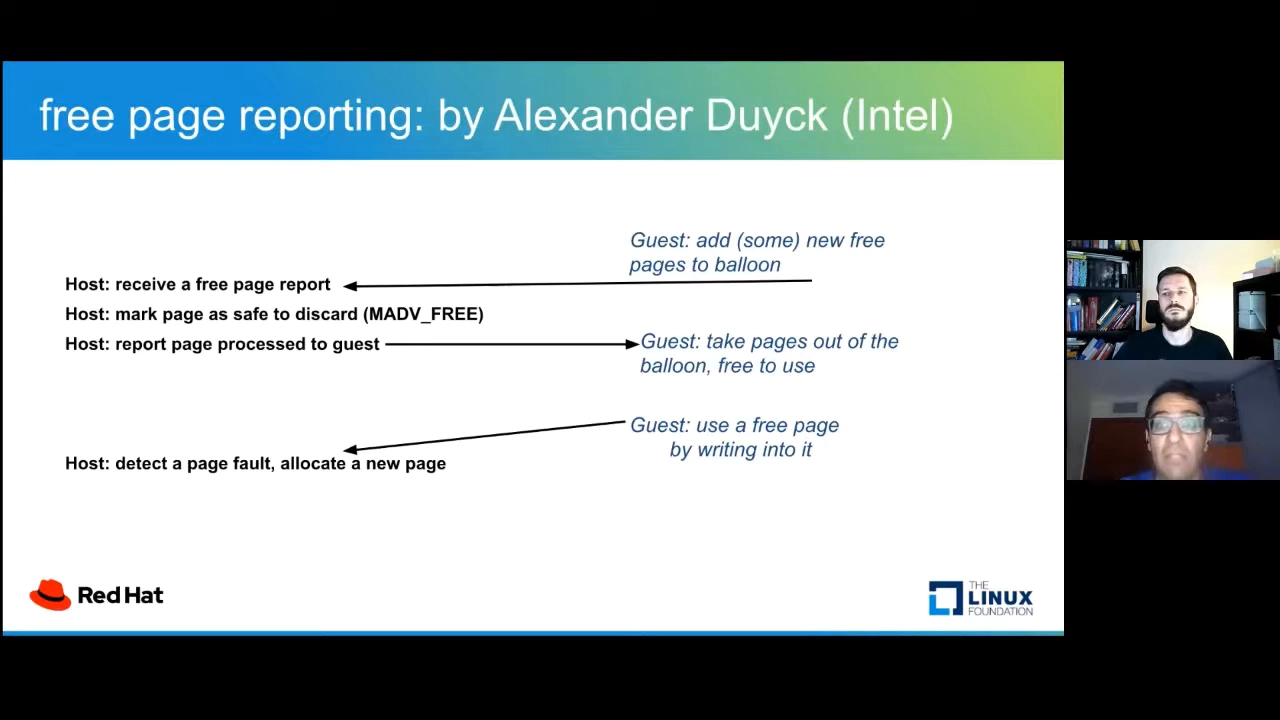 free page reporting: by Alexander Duyck (Intel)
Guest: add (some) new free
pages to balloon
Host: receive a free page report
Host: mark page as safe to discard (MADV_FREE)
Host: report page processed to guest
Guest: take pages out of the
balloon, free to use
Guest: use a free page
by writing into it
Host: detect a page fault, allocate a new page
Red Hat
THE
LINUX
FOUNDATION